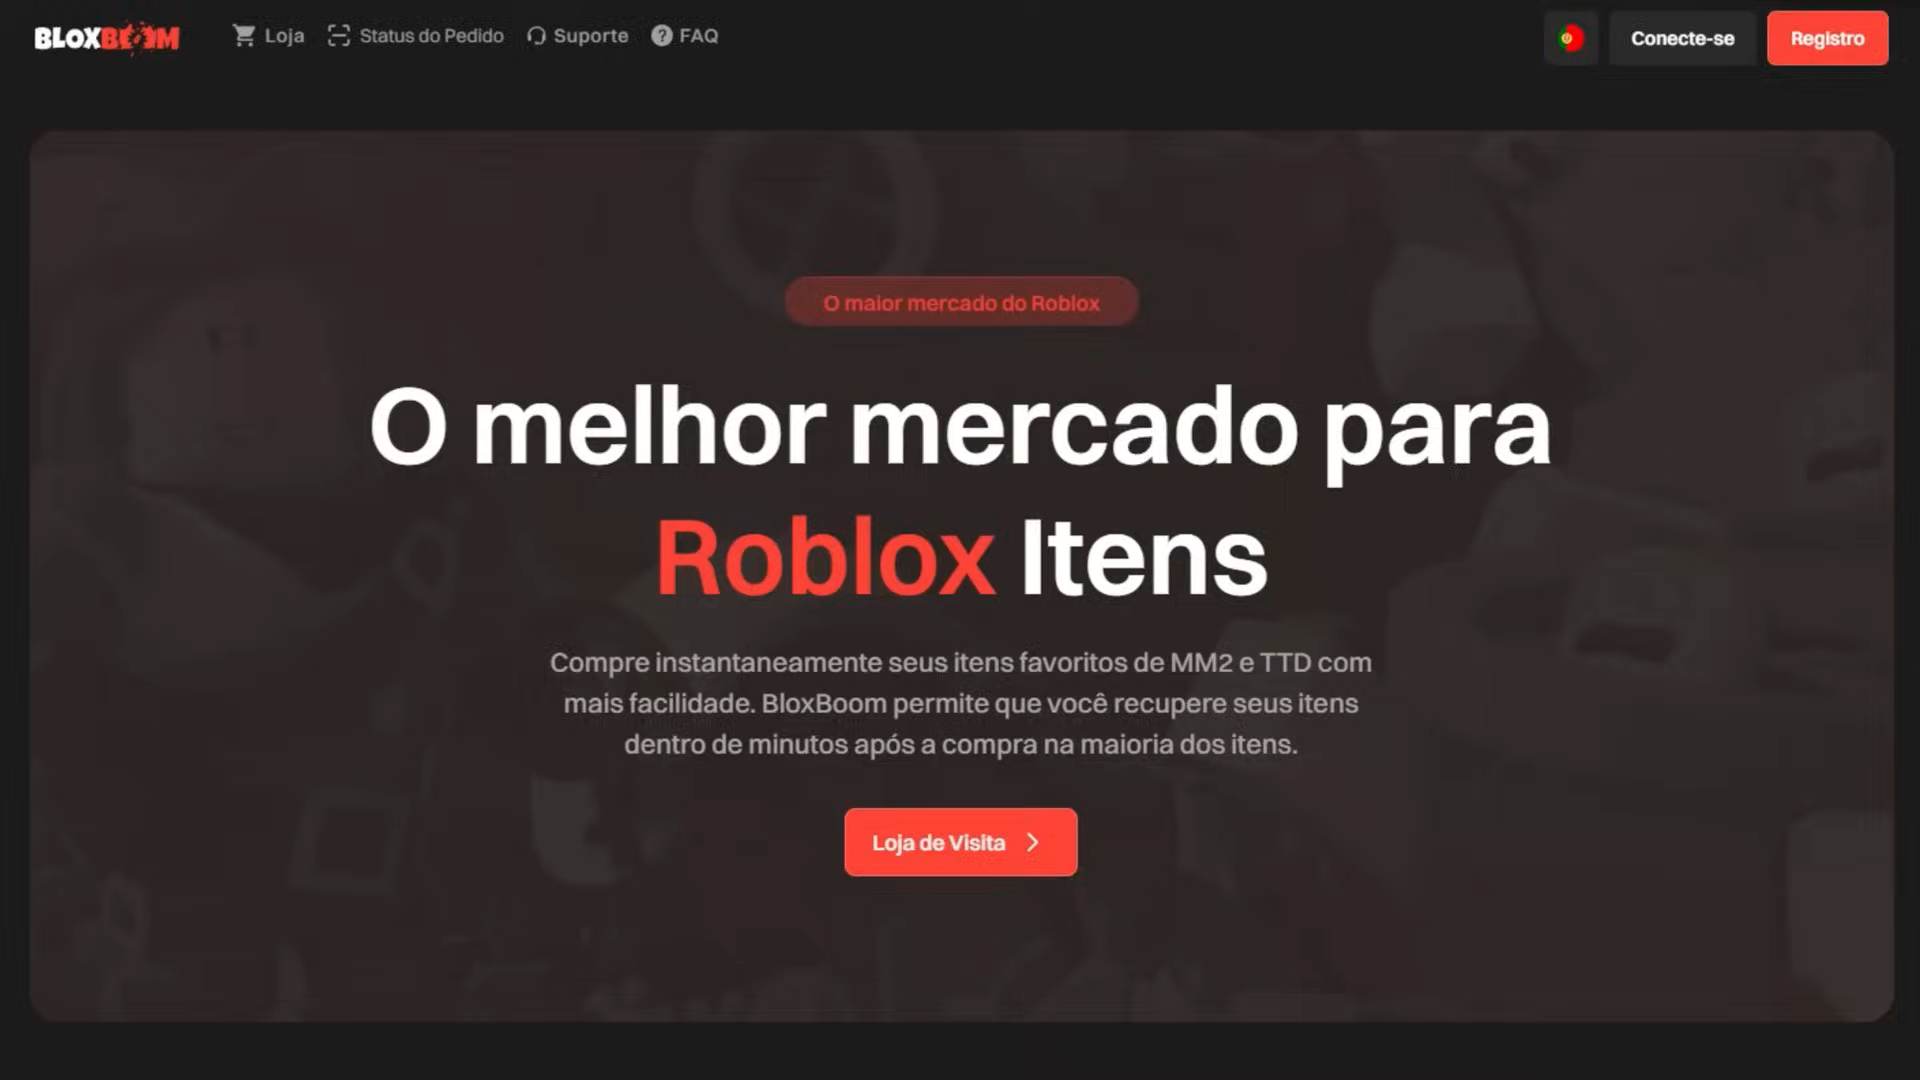 BLOXBOOM
Loja
Status do Pedido
Suporte
FAQ
Conecte-se
Registro
O maior mercado do Roblox
O melhor mercado para
Roblox Itens
Compre instantaneamente seus itens favoritos de MM2 e TTD com
mais facilidade. BloxBoom permite que você recupere seus itens
dentro de minutos após a compra na maioria dos itens.
Loja de Visita